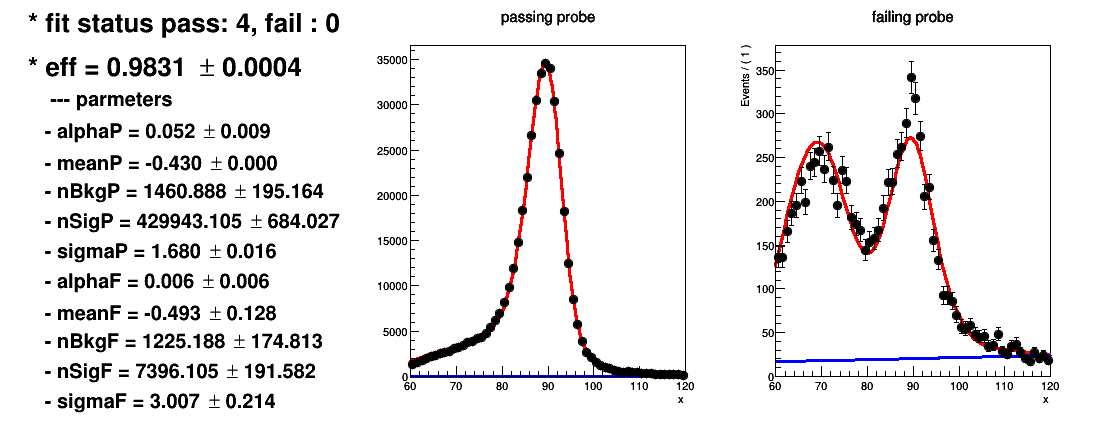 * fit status pass: 4, fail : 0
* eff = 0.9831 ± 0.0004
--- parmeters
- alphaP = 0.052 ± 0.009
- meanP = -0.430 ± 0.000
- nBkgP = 1460.888 ± 195.164
- nSigP = 429943.105 ± 684.027
- sigmaP = 1.680 ± 0.016
- alphaF = 0.006 ± 0.006
- meanF = -0.493 ± 0.128
- nBkgF = 1225.188 ± 174.813
- nSigF = 7396.105 ± 191.582
- sigmaF = 3.007 ± 0.214
passing probe
35000
30000
25000
20000
15000
10000
5000
0
60 70 80 90 100 110 120
x
failing probe
Events / ( 1 )
350
300
250
200
150
100
50
0
60 70 80 90 100 110 120
x